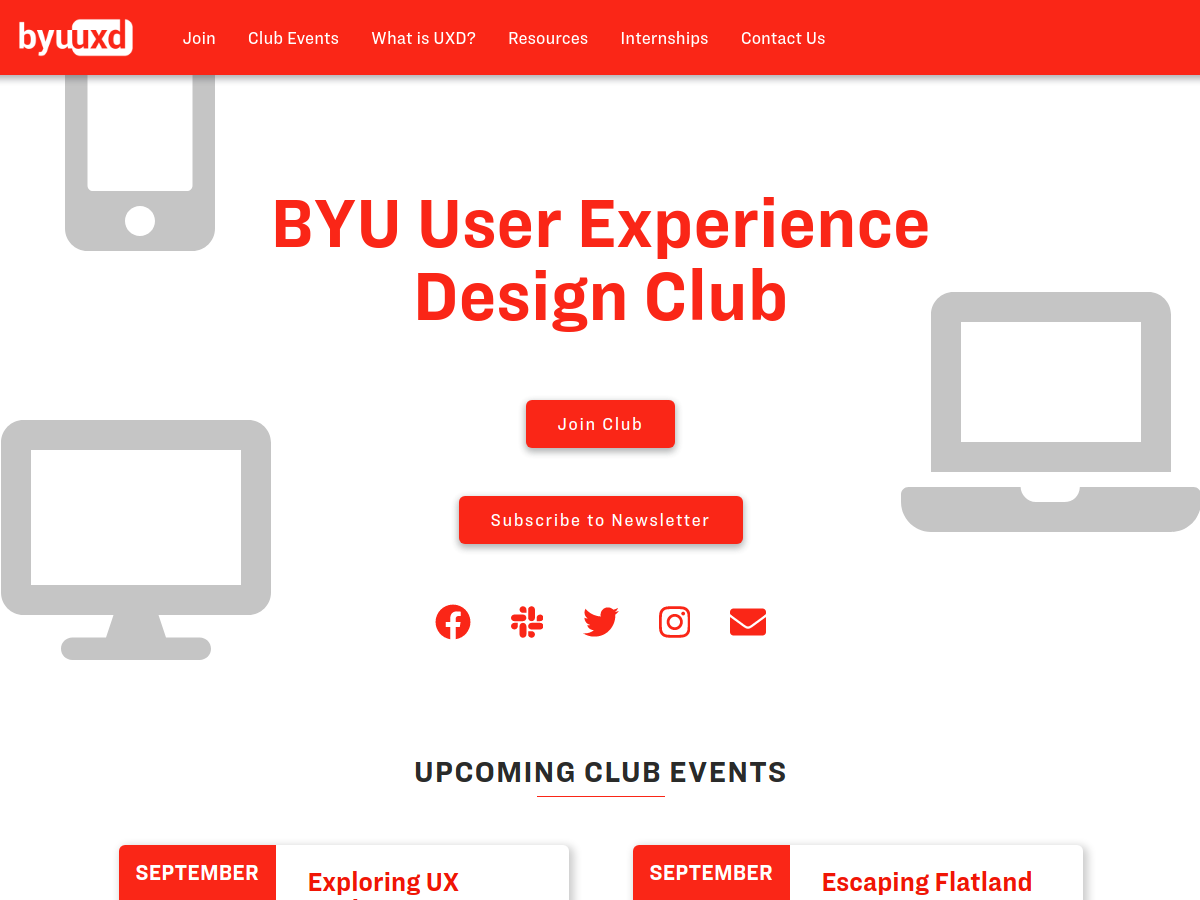 byuuxd Join Club Events What is UXD? Resources Internships Contact Us
BYU User Experience
Design Club
Join Club
Subscribe to Newsletter
UPCOMING CLUB EVENTS
SEPTEMBER
Exploring UX
SEPTEMBER
Escaping Flatland